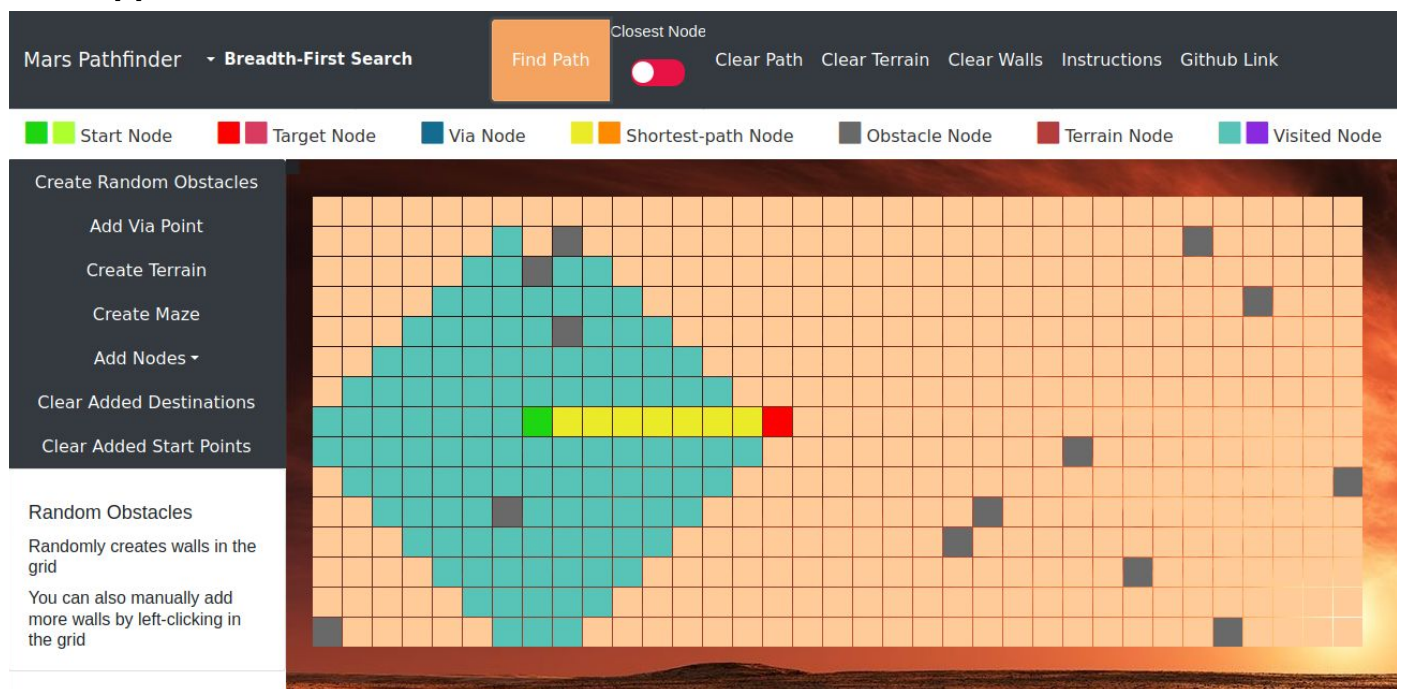 Mars Pathfinder
Breadth-First Search
Find Path
Closest Node
Clear Path
Clear Terrain
Clear Walls
Instructions
Github Link
Start Node
Target Node
Via Node
Shortest-path Node
Obstacle Node
Terrain Node
Visited Node
Create Random Obstacles
Add Via Point
Create Terrain
Create Maze
Add Nodes
Clear Added Destinations
Clear Added Start Points
Random Obstacles
Randomly creates walls in the
grid
You can also manually add
more walls by left-clicking in
the grid